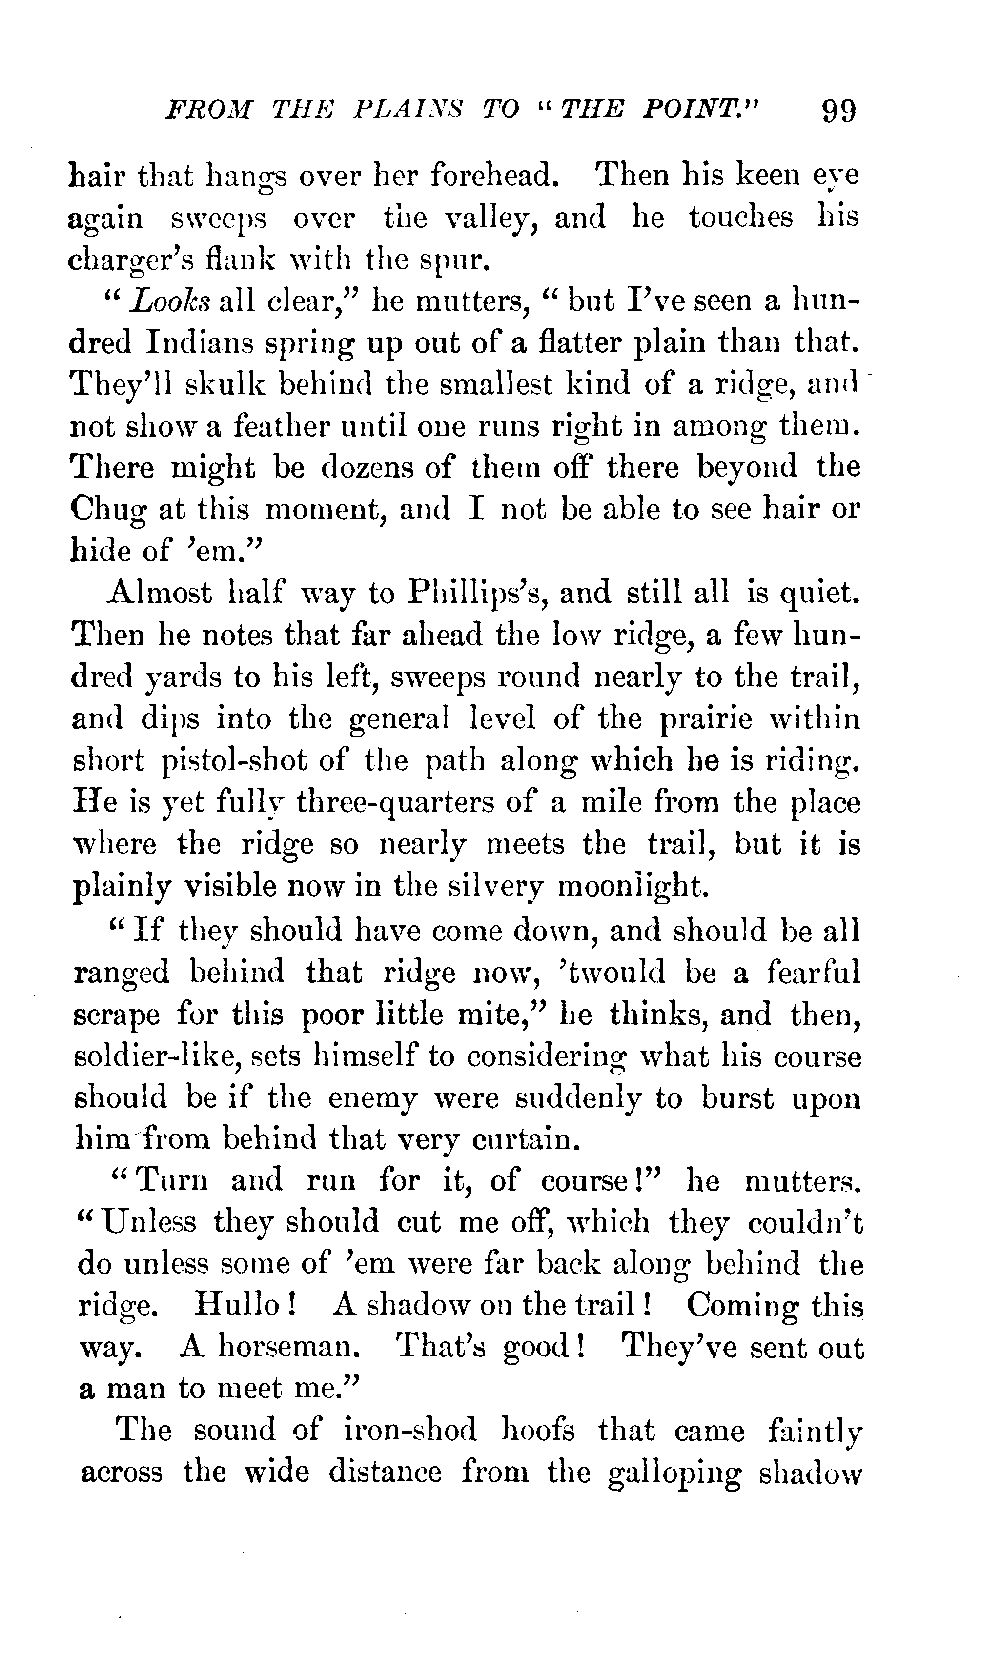 FROM THE PLAINS TO "THE POINT." 99
hair that hangs over her forehead. Then his keen eye
again sweeps over the valley, and he touches his
charger's flank with the spur.
"Looks all clear," he mutters, "but I've seen a hun-
dred Indians spring up out of a flatter plain than that.
They'll skulk behind the smallest kind of a ridge, and
not show a feather until one runs right in among them.
There might be dozens of them off there beyond the
Chug at this moment, and I not be able to see hair or
hide of 'em."
Almost half way to Phillips's, and still all is quiet.
Then he notes that far ahead the low ridge, a few hun-
dred yards to his left, sweeps round nearly to the trail,
and dips into the general level of the prairie within
short pistol-shot of the path along which he is riding.
He is yet fully three-quarters of a mile from the place
where the ridge so nearly meets the trail, but it is
plainly visible now in the silvery moonlight.
"If they should have come down, and should be all
ranged behind that ridge now, 'twould be a fearful
scrape for this poor little mite," he thinks, and then,
soldier-like, sets himself to considering what his course
should be if the enemy were suddenly to burst upon
him from behind that very curtain.
"Turn and run for it, of course!" he mutters.
"Unless they should cut me off, which they couldn't
do unless some of 'em were far back along behind the
ridge. Hullo! A shadow on the trail! Coming this
way. A horseman. That's good! They've sent out
a man to meet me."
The sound of iron-shod hoofs that came faintly
across the wide distance from the galloping shadow